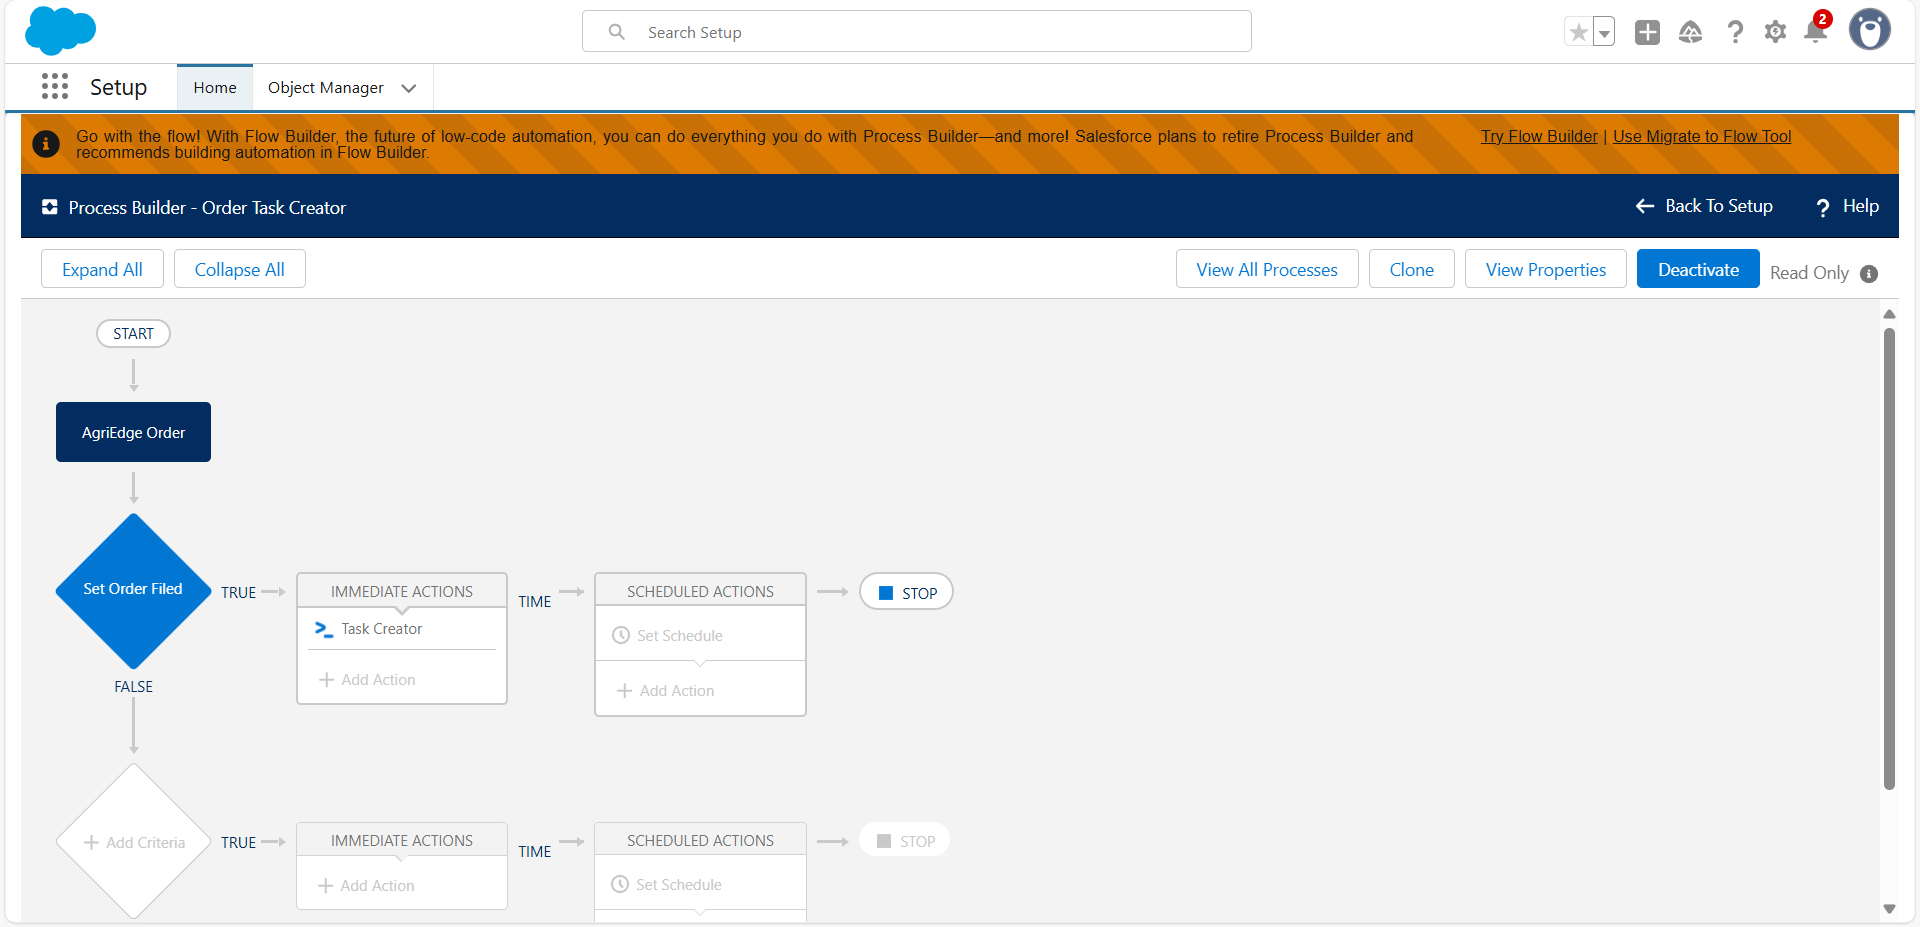 Search Setup
2
Setup
Home
Object Manager
Go with the flow! With Flow Builder, the future of low-code automation, you can do everything you do with Process Builder—and more! Salesforce plans to retire Process Builder and
recommends building automation in Flow Builder.
Try Flow Builder | Use Migrate to Flow Tool
Process Builder - Order Task Creator
Back To Setup
? Help
Expand All
Collapse All
View All Processes
Clone
View Properties
Deactivate
Read Only
START
AgriEdge Order
Set Order Filed
TRUE
IMMEDIATE ACTIONS
Task Creator
+ Add Action
TIME
SCHEDULED ACTIONS
Set Schedule
+ Add Action
STOP
FALSE
+ Add Criteria
TRUE
IMMEDIATE ACTIONS
+ Add Action
TIME
SCHEDULED ACTIONS
Set Schedule
STOP